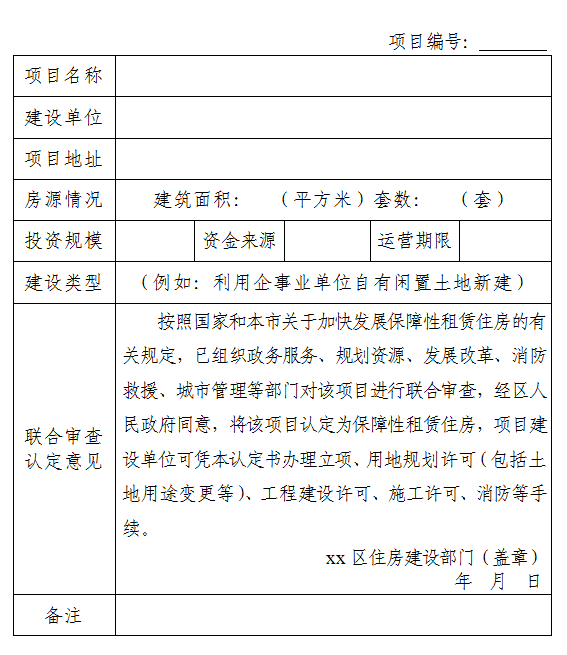 项目编号：
项目名称
建设单位
项目地址
房源情况 建筑面积： （平方米）套数： （套）
投资规模 资金来源 运营期限
建设类型 （例如：利用企事业单位自有闲置土地新建）
按照国家和本市关于加快发展保障性租赁住房的有
关规定，已组织政务服务、规划资源、发展改革、消防
救援、城市管理等部门对该项目进行联合审查，经区人
民政府同意，将该项目认定为保障性租赁住房，项目建
设单位可凭本认定书办理立项、用地规划许可（包括土
地用途变更等）、工程建设许可、施工许可、消防等手
续。
联合审查
认定意见
xx 区住房建设部门（盖章）
年 月 日
备注